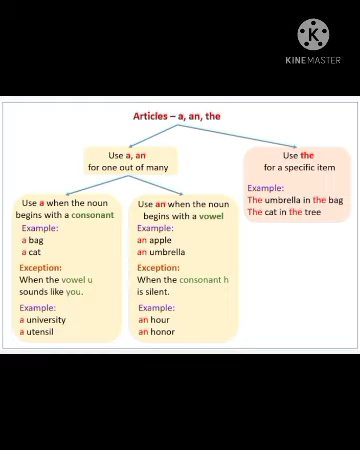 K
KINEMASTER
Articles – a, an, the
Use a, an
for one out of many
Use the
for a specific item
Example:
The umbrella in the bag
The cat in the tree
Use a when the noun
begins with a consonant
Example:
a bag
a cat
Exception:
When the vowel u
sounds like you.
Example:
a university
a utensil
Use an when the noun
begins with a vowel
Example:
an apple
an umbrella
Exception:
When the consonant h
is silent.
Example:
an hour
an honor